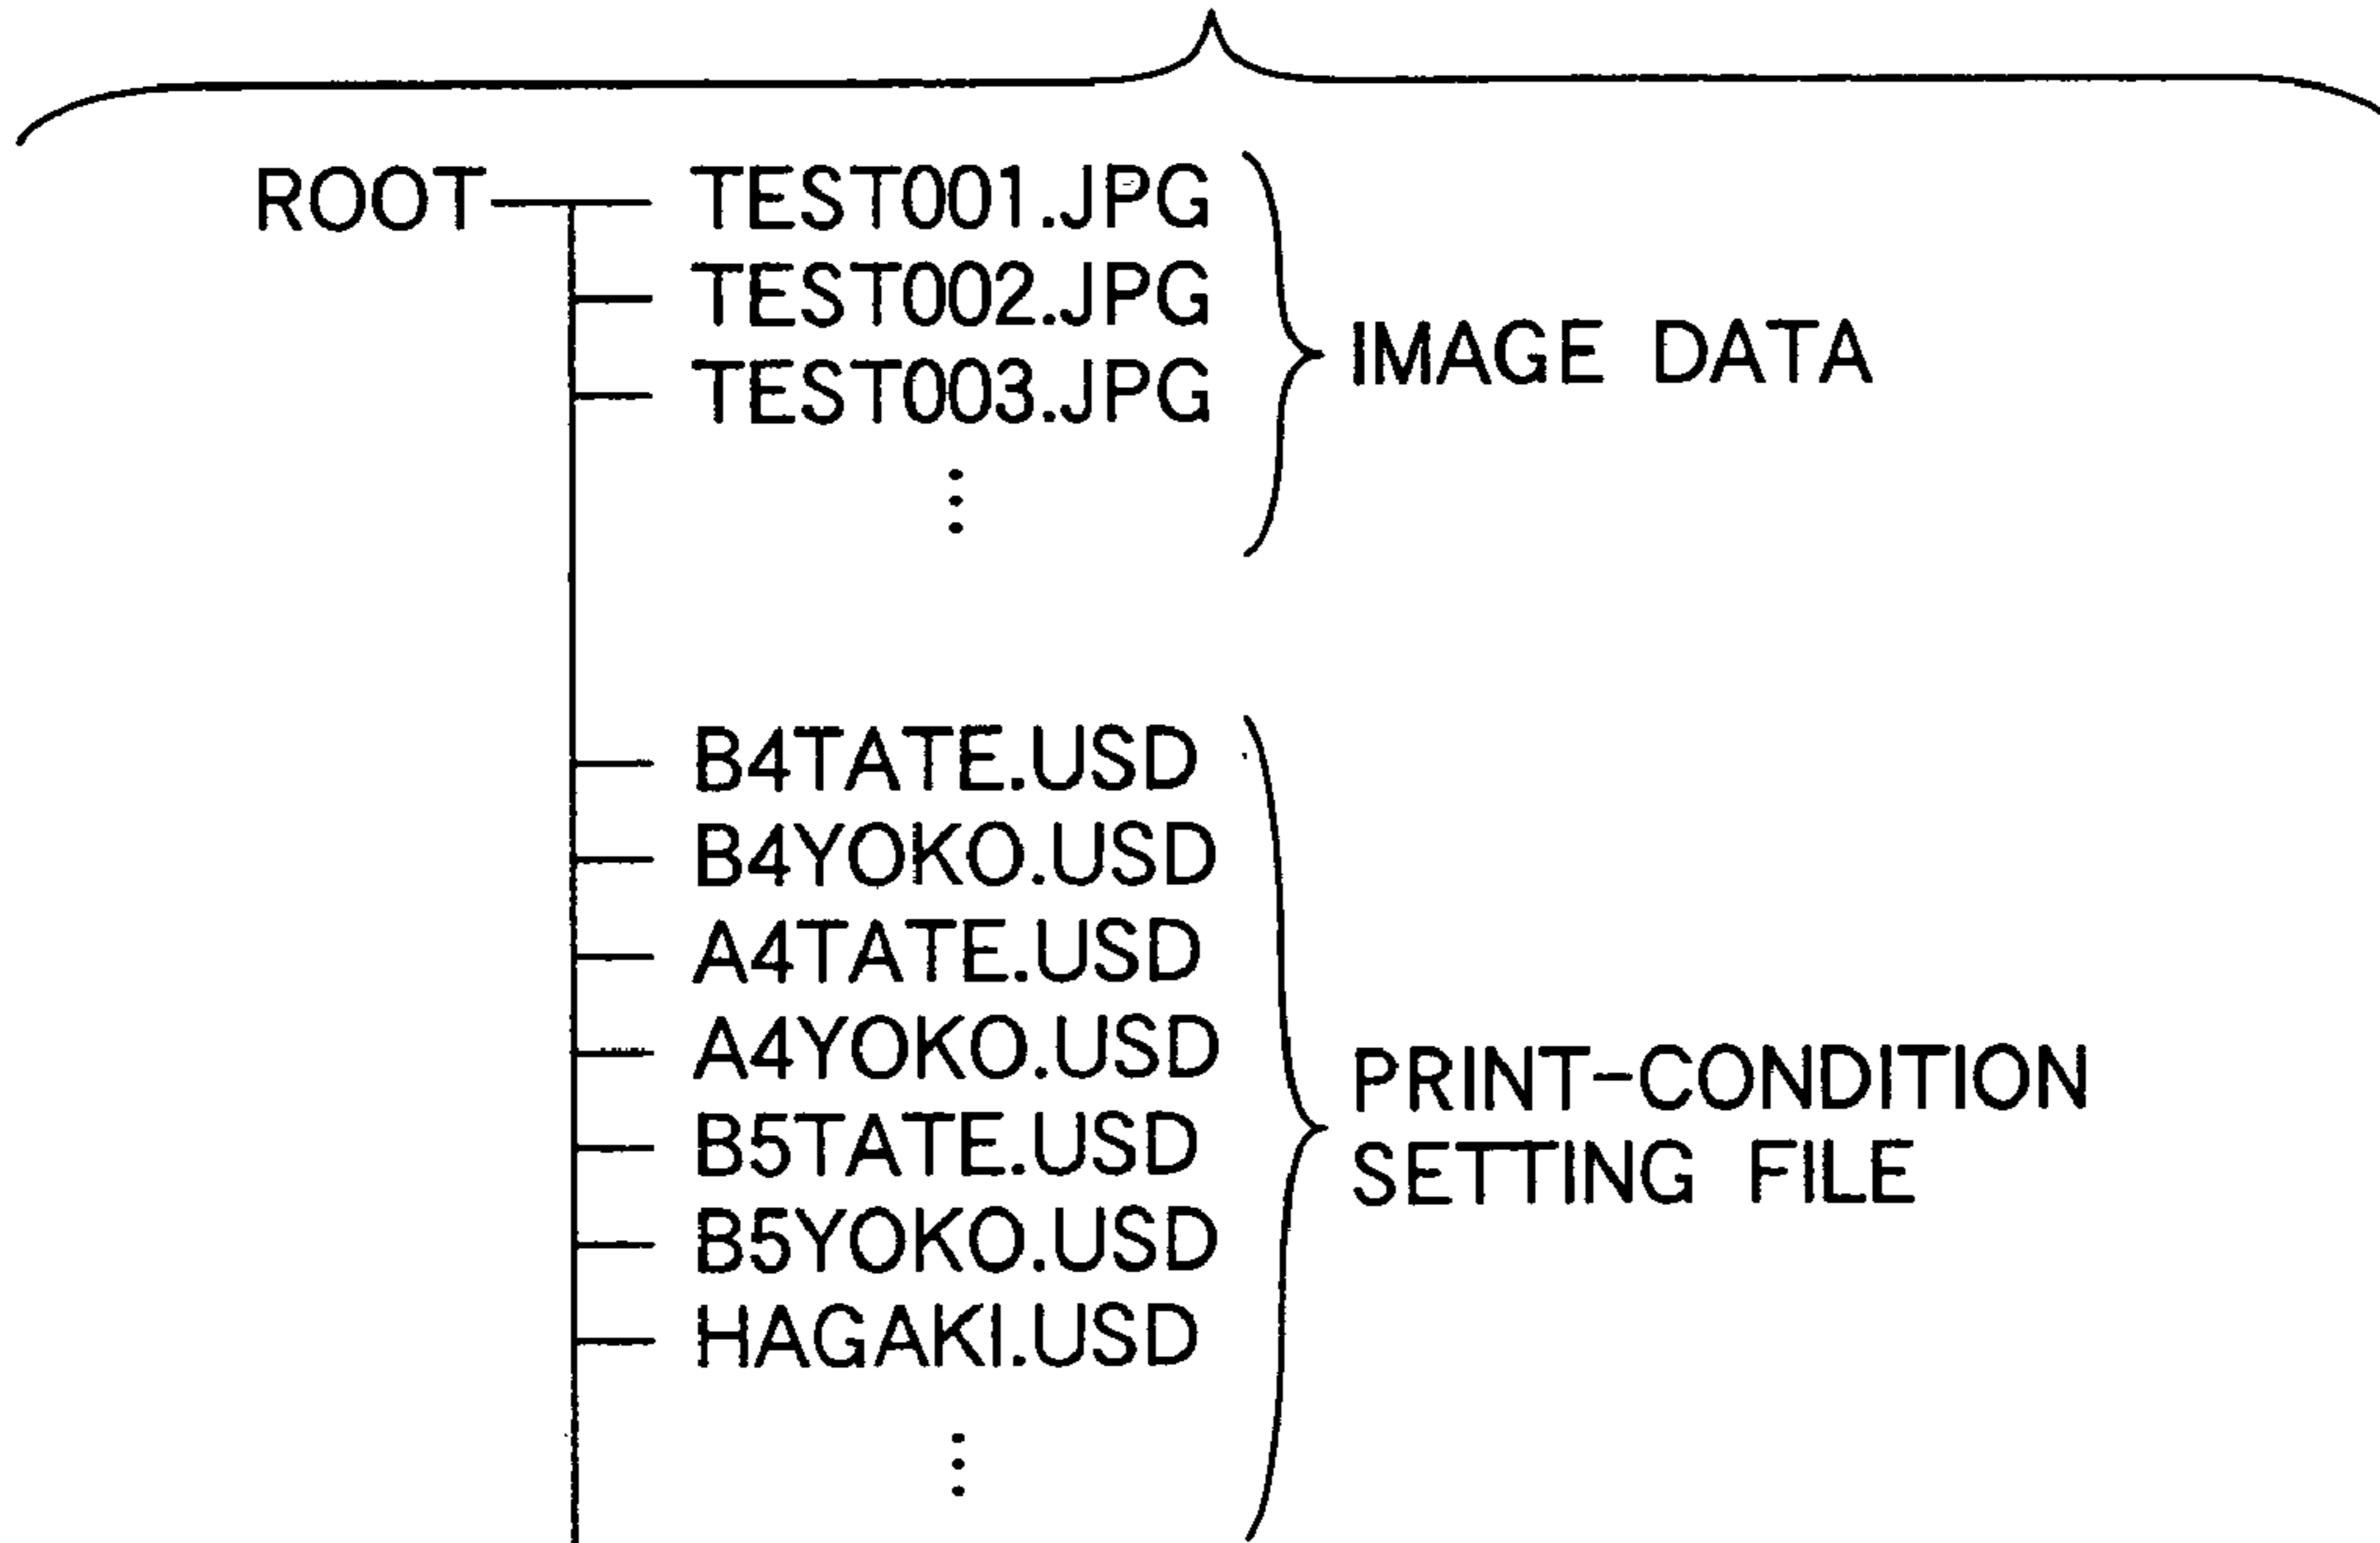 ROOT TEST001.JPG
TEST002.JPG
TEST003.JPG
IMAGE DATA
B4TATE.USD
B4YOKO.USD
A4TATE.USD
A4YOKO.USD
B5TATE.USD
B5YOKO.USD
HAGAKI.USD
PRINT-CONDITION
SETTING FILE